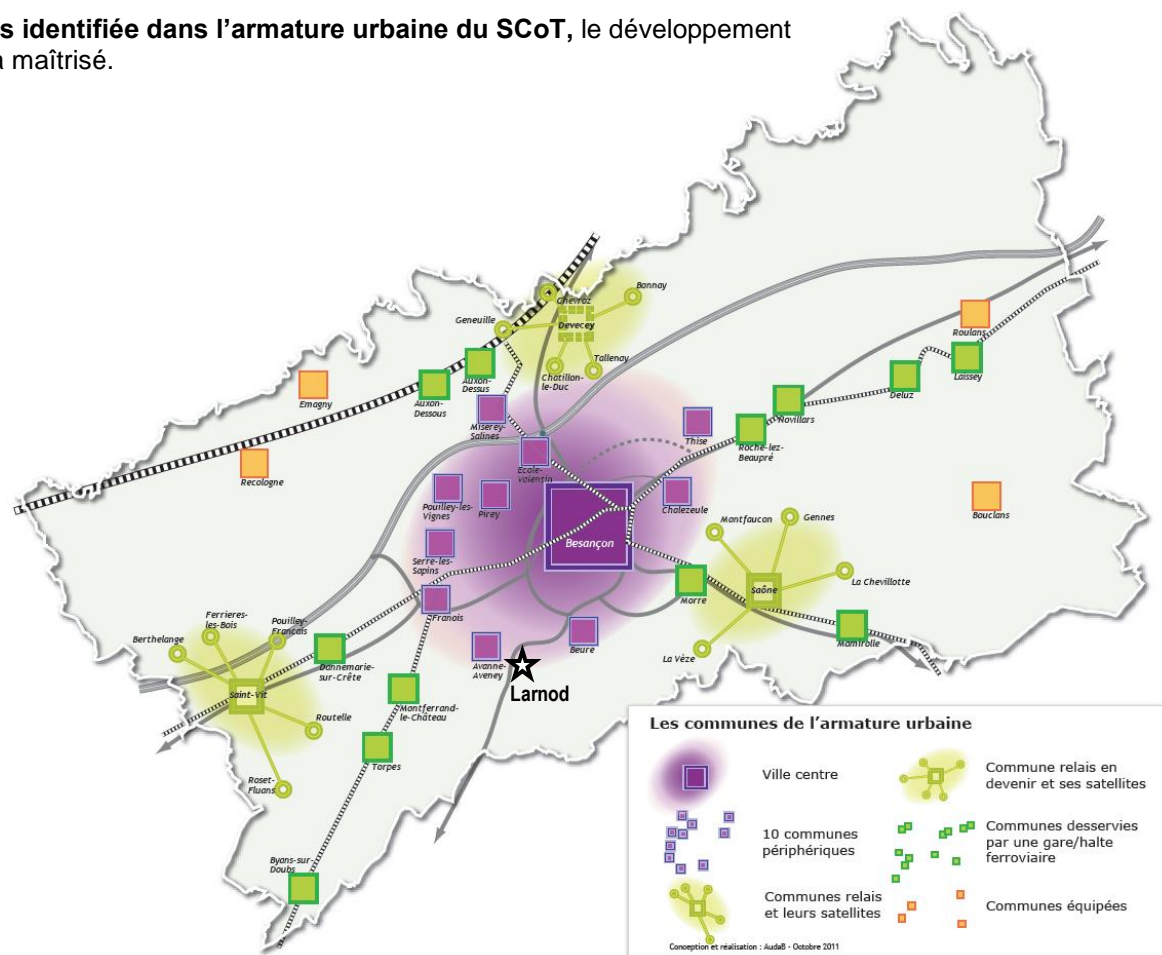 s identifiée dans l'armature urbaine du SCoT, le développement
a maîtrisé.
Chevroz
Bonnay
Geneuille
Devecey
Tallenay
Châtillon-
le-Duc
Roulans
Laissey
Deluz
Novillars
Roche-lez-
Beaupré
Auxon-
Dessus
Auxon-
Dessous
Emagny
Miserey-
Salines
Thise
Ecole-
valentin
Recologne
Pouilley-les-
Vignes
Pirey
Chalezeule
Bouclans
Montfaucon
Gennes
Besançon
Serre-les-
Sapins
La Chevillotte
Saône
Morre
Franois
Mamirolle
Ferrieres-
les-Bois
Pouilley-
Français
Berthelange
Beure
La Vèze
Avanne-
Aveney
Dannemarie-
sur-Crête
Larnod
Saint-Vit
Montferrand-
le-Château
Routelle
Torpes
Roset-
Fluans
Byans-sur-
Doubs
Les communes de l'armature urbaine
Ville centre
Commune relais en
devenir et ses satellites
10 communes
périphériques
Communes desservies
par une gare/halte
ferroviaire
Communes relais
et leurs satellites
Communes équipées
Conception et réalisation : AudaB - Octobre 2011